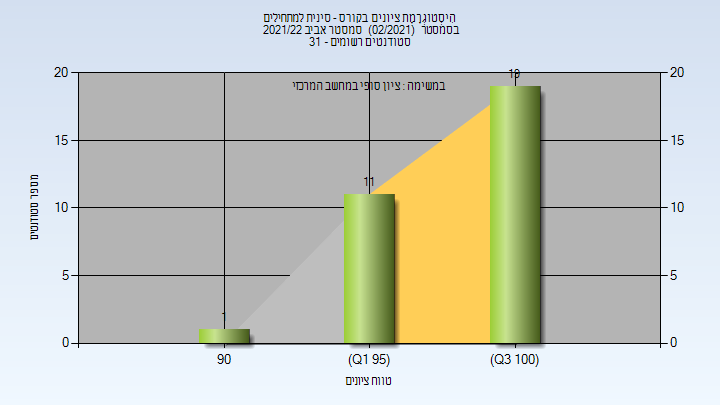 היסטוגרמת ציונים בקורס - סינית למתחילים
בסמסטר (02/2021) סמסטר אביב 2021/22
סטודנטים רשומים - 31
במשימה : ציון סופי במחשב המרכזי
20
15
10
5
0
20
15
10
5
0
מספר סטודנטים
1
11
19
90
(Q1 95)
(Q3 100)
טווח ציונים